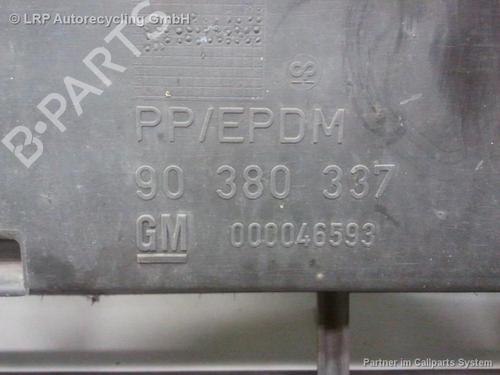 © LRP Autorecycling GmbH
B-PARTS
PP/EPDM
90 380 337
GM 000046593
Partner im Callparts System